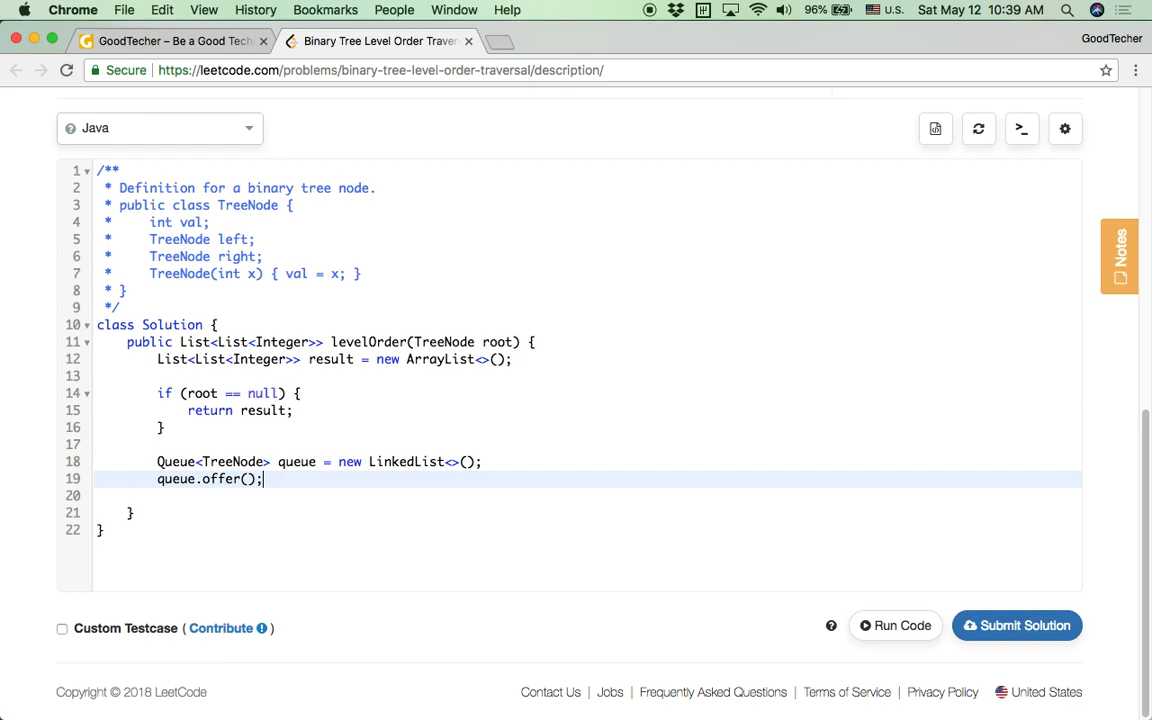 Chrome File Edit View History Bookmarks People Window Help 96% U.S. Sat May 12 10:39 AM
GoodTecher – Be a Good Tech Binary Tree Level Order Traver GoodTecher
Secure https://leetcode.com/problems/binary-tree-level-order-traversal/description/
Java
1 /**
2  * Definition for a binary tree node.
3  * public class TreeNode {
4  *     int val;
5  *     TreeNode left;
6  *     TreeNode right;
7  *     TreeNode(int x) { val = x; }
8  * }
9  */
10 class Solution {
11     public List<List<Integer>> levelOrder(TreeNode root) {
12         List<List<Integer>> result = new ArrayList<>();
13
14         if (root == null) {
15             return result;
16         }
17
18         Queue<TreeNode> queue = new LinkedList<>();
19         queue.offer();
20
21     }
22 }
Notes
Custom Testcase ( Contribute )
? Run Code Submit Solution
Copyright © 2018 LeetCode Contact Us | Jobs | Frequently Asked Questions | Terms of Service | Privacy Policy United States